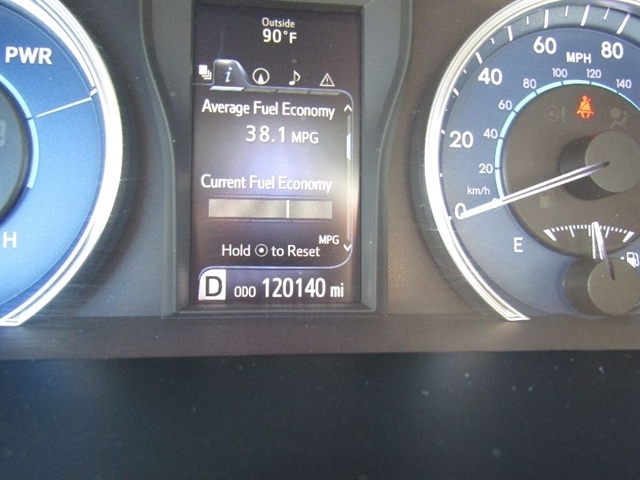 Outside
90°F
PWR
i
Average Fuel Economy
38.1 MPG
Current Fuel Economy
MPG
Hold to Reset
D ODO 120140 mi
H
0
20
40
60
80
MPH
km/h
20
40
60
80
100
120
140
E